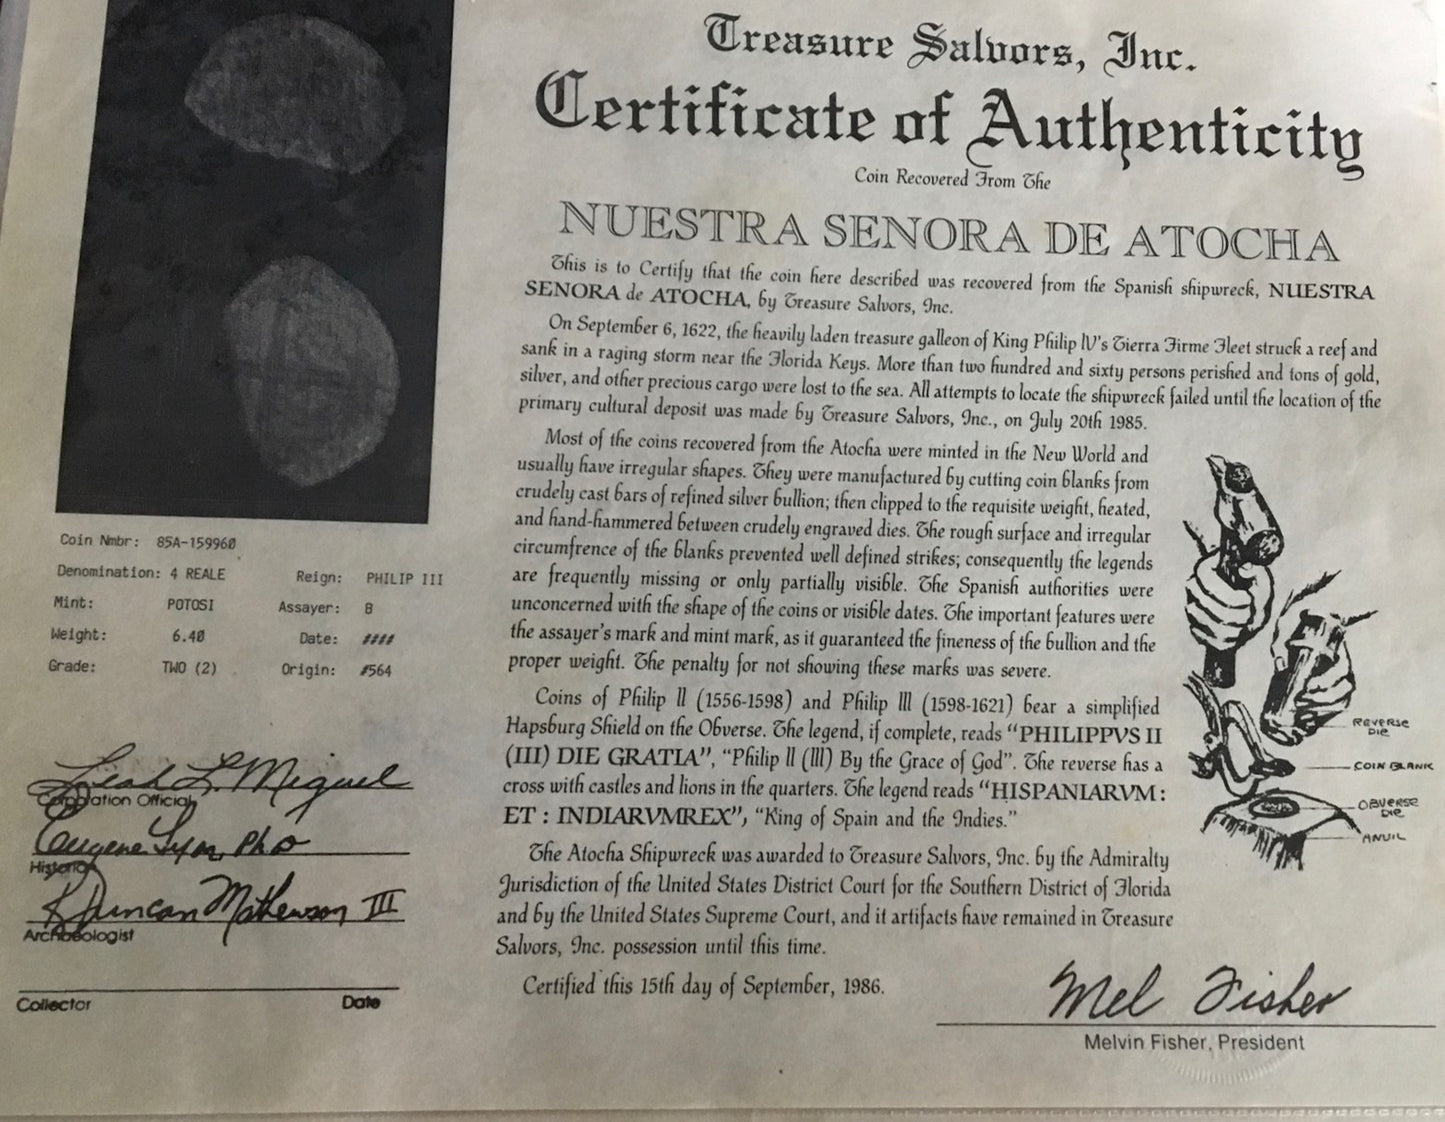 Treasure Salvors, Inc.
Certificate of Authenticity
Coin Recovered From The
NUESTRA SENORA DE ATOCHA
This is to Certify that the coin here described was recovered from the Spanish shipwreck, NUESTRA
SENORA de ATOCHA, by Treasure Salvors, Inc.
On September 6, 1622, the heavily laden treasure galleon of King Philip IV's Tierra Firme Fleet struck a reef and
sank in a raging storm near the Florida Keys. More than two hundred and sixty persons perished and tons of gold,
silver, and other precious cargo were lost to the sea. All attempts to locate the shipwreck failed until the location of the
primary cultural deposit was made by Treasure Salvors, Inc., on July 20th 1985.
Most of the coins recovered from the Atocha were minted in the New World and
usually have irregular shapes. They were manufactured by cutting coin blanks from
crudely cast bars of refined silver bullion; then clipped to the requisite weight, heated,
and hand-hammered between crudely engraved dies. The rough surface and irregular
circumfrence of the blanks prevented well defined strikes; consequently the legends
are frequently missing or only partially visible. The Spanish authorities were
unconcerned with the shape of the coins or visible dates. The important features were
the assayer's mark and mint mark, as it guaranteed the fineness of the bullion and the
proper weight. The penalty for not showing these marks was severe.
Coins of Philip II (1556-1598) and Philip III (1598-1621) bear a simplified
Hapsburg Shield on the Obverse. The legend, if complete, reads "PHILIPPVS II
(III) DIE GRATIA", "Philip II (III) By the Grace of God". The reverse has a
cross with castles and lions in the quarters. The legend reads "HISPANIARVM :
ET : INDIARVMREX", "King of Spain and the Indies."
The Atocha Shipwreck was awarded to Treasure Salvors, Inc. by the Admiralty
Jurisdiction of the United States District Court for the Southern District of Florida
and by the United States Supreme Court, and it artifacts have remained in Treasure
Salvors, Inc. possession until this time.
Certified this 15th day of September, 1986.
Mel Fisher
Melvin Fisher, President
REVERSE
DIE
COIN BLANK
OBVERSE
DIE
ANVIL
Coin Nmbr: 85A-159960
Denomination: 4 REALE Reign: PHILIP III
Mint: POTOSI Assayer: B
Weight: 6.40 Date: ####
Grade: TWO (2) Origin: #564
Leah L. Miguel
Corporation Official
Eugene Lyon, PhD
Historian
R Duncan Mathewson III
Archaeologist
Collector Date